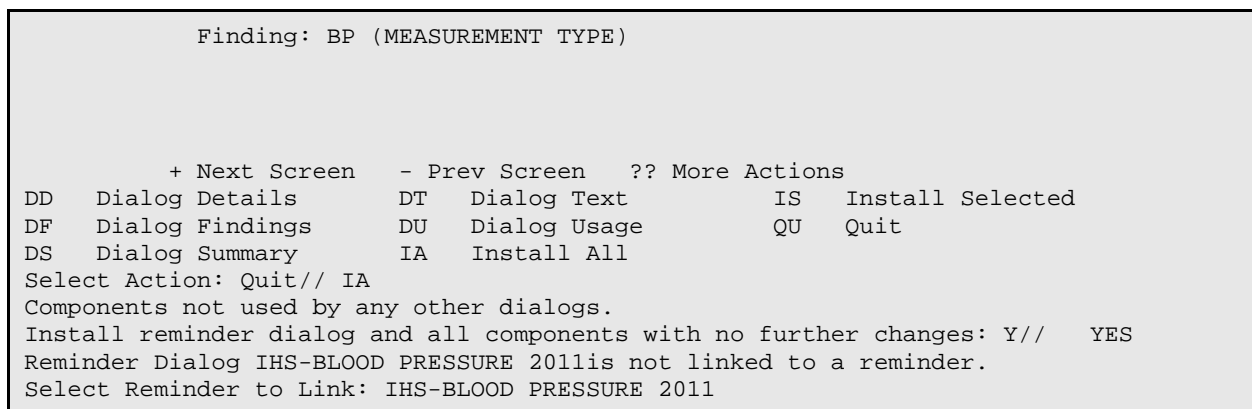 Finding: BP (MEASUREMENT TYPE)
+ Next Screen   - Prev Screen   ?? More Actions
DD   Dialog Details   DT   Dialog Text   IS   Install Selected
DF   Dialog Findings   DU   Dialog Usage   QU   Quit
DS   Dialog Summary   IA   Install All
Select Action: Quit// IA
Components not used by any other dialogs.
Install reminder dialog and all components with no further changes: Y//   YES
Reminder Dialog IHS-BLOOD PRESSURE 2011is not linked to a reminder.
Select Reminder to Link: IHS-BLOOD PRESSURE 2011